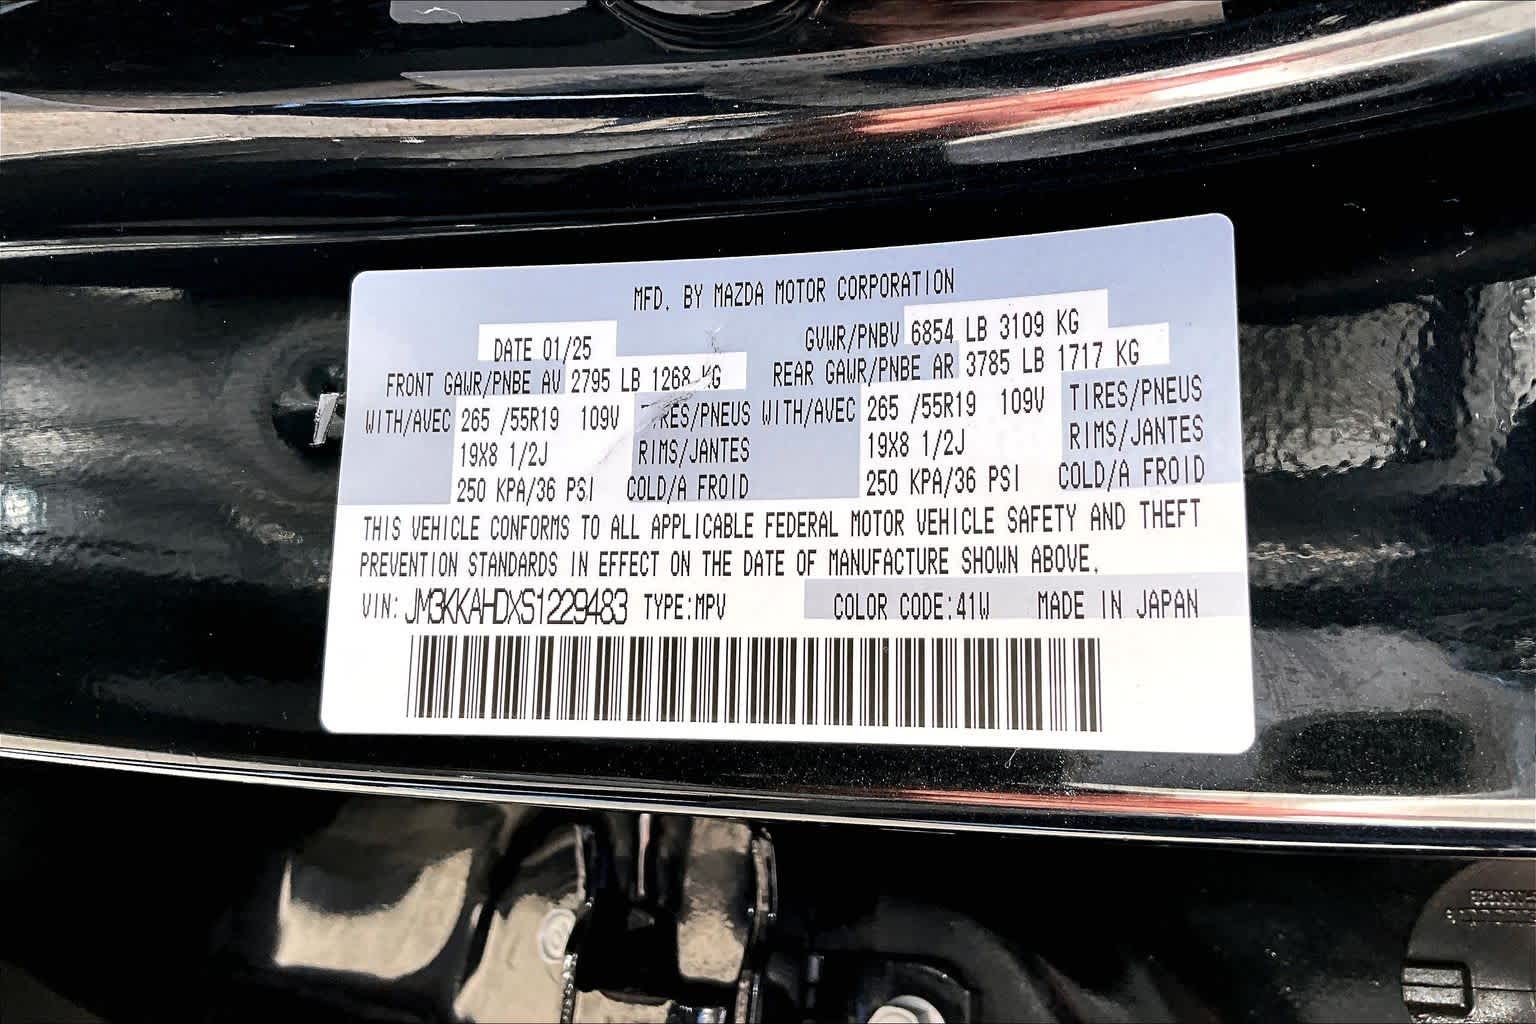 MFD. BY MAZDA MOTOR CORPORATION
DATE 01/25 GVWR/PNBV 6854 LB 3109 KG
FRONT GAWR/PNBE AV 2795 LB 1268 KG REAR GAWR/PNBE AR 3785 LB 1717 KG
WITH/AVEC 265 /55R19 109V TIRES/PNEUS WITH/AVEC 265 /55R19 109V TIRES/PNEUS
19X8 1/2J RIMS/JANTES 19X8 1/2J RIMS/JANTES
250 KPA/36 PSI COLD/A FROID 250 KPA/36 PSI COLD/A FROID
THIS VEHICLE CONFORMS TO ALL APPLICABLE FEDERAL MOTOR VEHICLE SAFETY AND THEFT
PREVENTION STANDARDS IN EFFECT ON THE DATE OF MANUFACTURE SHOWN ABOVE.
VIN: JM3KKAHDXS1229483 TYPE:MPV COLOR CODE:41W MADE IN JAPAN